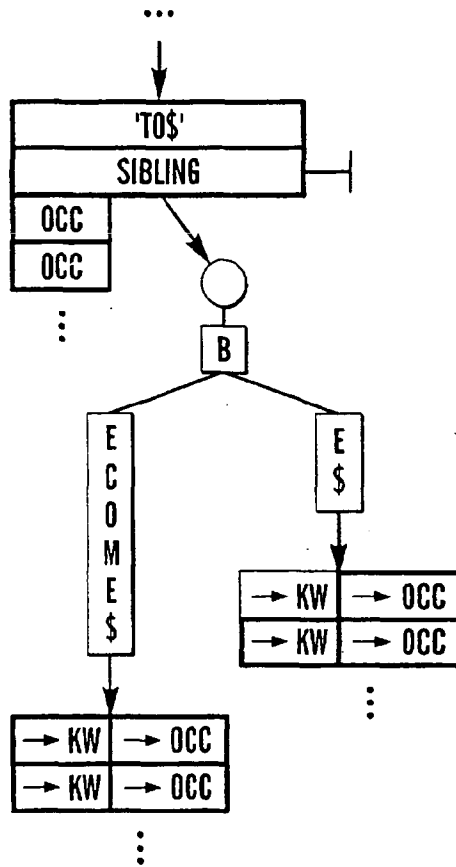 ...
'TO$'
SIBLING
OCC
OCC
...
B
E
C
O
M
E
$
E
$
→ KW → OCC
→ KW → OCC
...
→ KW → OCC
→ KW → OCC
...